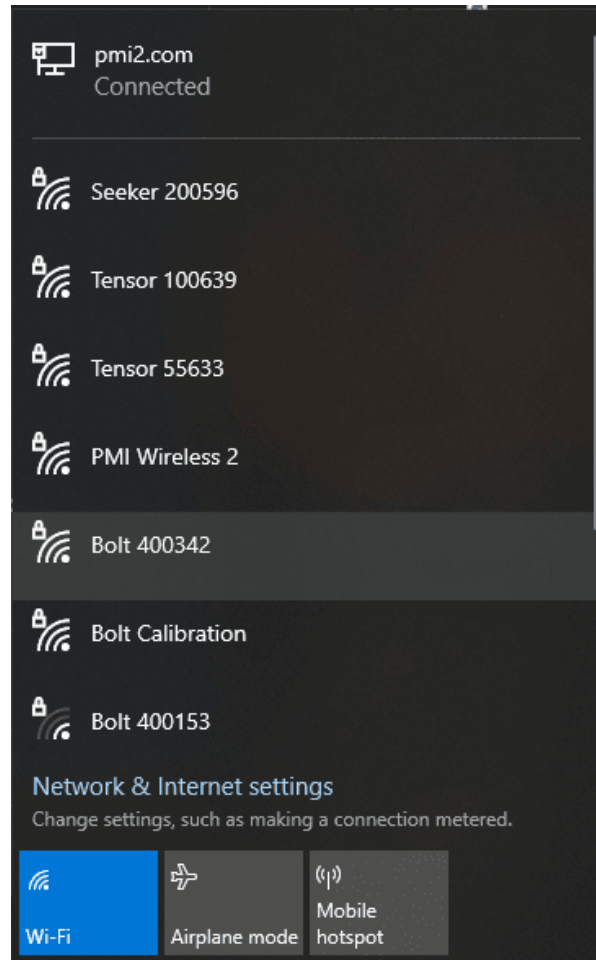 pmi2.com
Connected
Seeker 200596
Tensor 100639
Tensor 55633
PMI Wireless 2
Bolt 400342
Bolt Calibration
Bolt 400153
Network & Internet settings
Change settings, such as making a connection metered.
Wi-Fi
Airplane mode
Mobile
hotspot